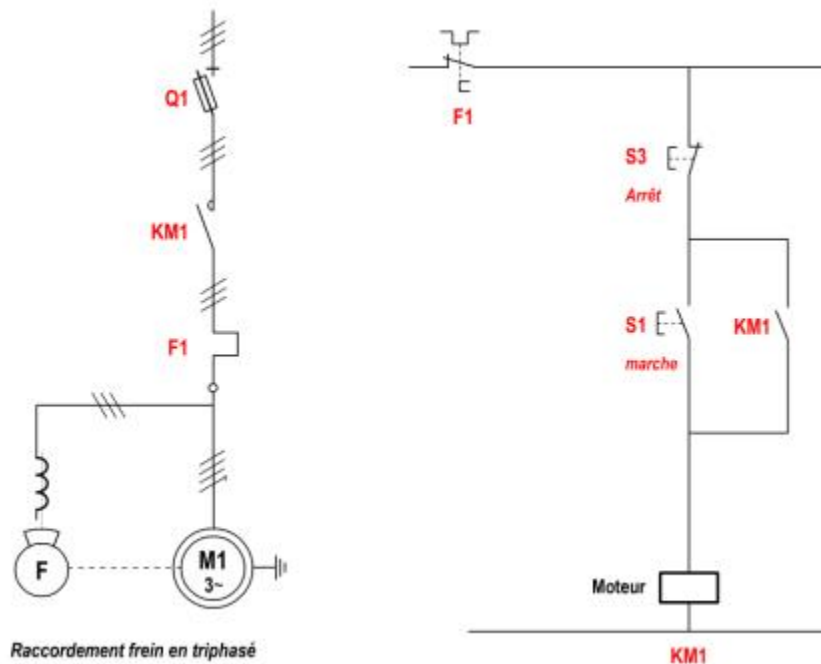 Q1
KM1
F1
F
M1
3~
Raccordement frein en triphasé
F1
S3
Arrêt
S1
marche
KM1
Moteur
KM1